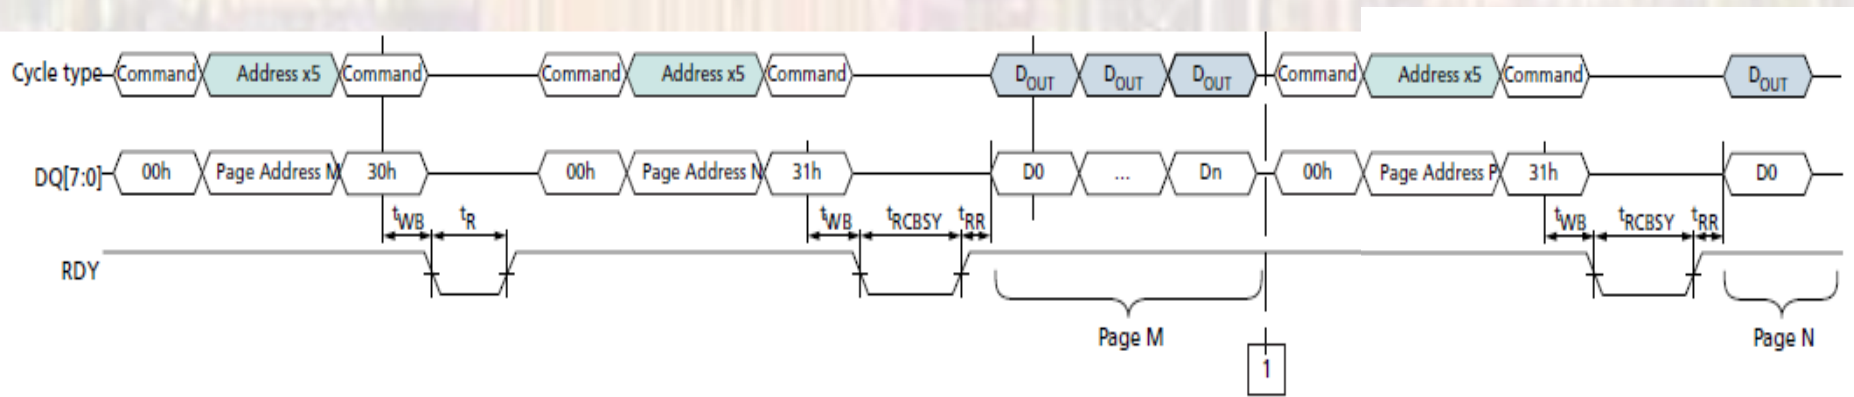 Cycle type Command Address x5 Command Command Address x5 Command DOUT DOUT DOUT Command Address x5 Command DOUT
DQ[7:0] 00h Page Address M 30h 00h Page Address N 31h D0 ... Dn 00h Page Address P 31h D0
tWB tR tWB tRCBSY tRR tWB tRCBSY tRR
RDY
Page M Page N
1